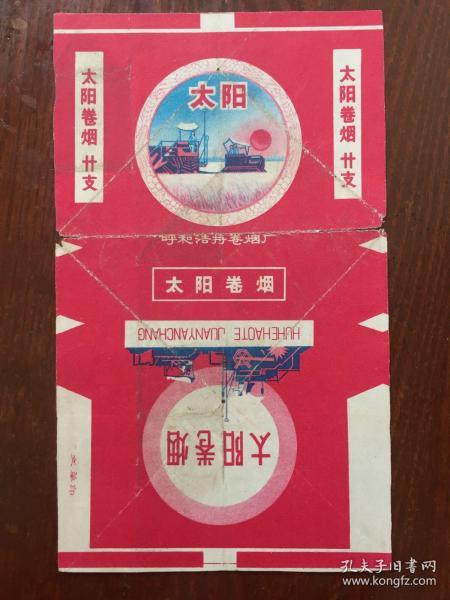 太阳
太阳卷烟 廿支
太阳卷烟 廿支
呼和浩特卷烟厂
太阳卷烟
HUHEHAOTE JUANYANCHANG
太阳卷烟
孔夫子旧书网
www.kongfz.com